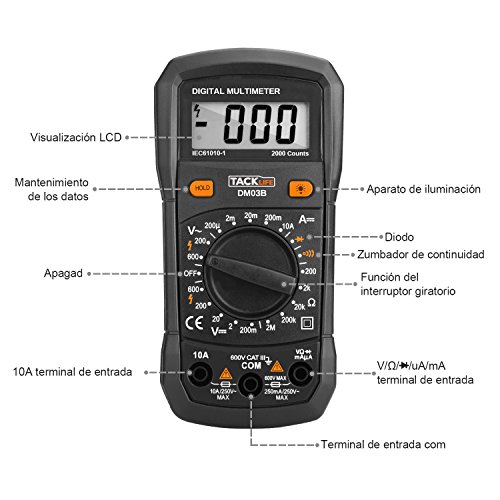 DIGITAL MULTIMETER
000
IEC61010-1 2000 Counts
Visualización LCD
Mantenimiento
de los datos
HOLD
TACKLIFE
DM03B
Aparato de iluminación
V~ 200µ 2m 20m 200m 10A A
200
600
Diodo
Zumbador de continuidad
Apagad
OFF
200
2k
Función del
interruptor giratorio
600
200
20k
Ω
CE V 20 2 200m 2M 200k
10A 600V CAT III VΩ
mAµA
COM
10A terminal de entrada
10A/250V~
MAX
600V MAX
250mA/250V~
MAX
V/Ω/uA/mA
terminal de entrada
Terminal de entrada com